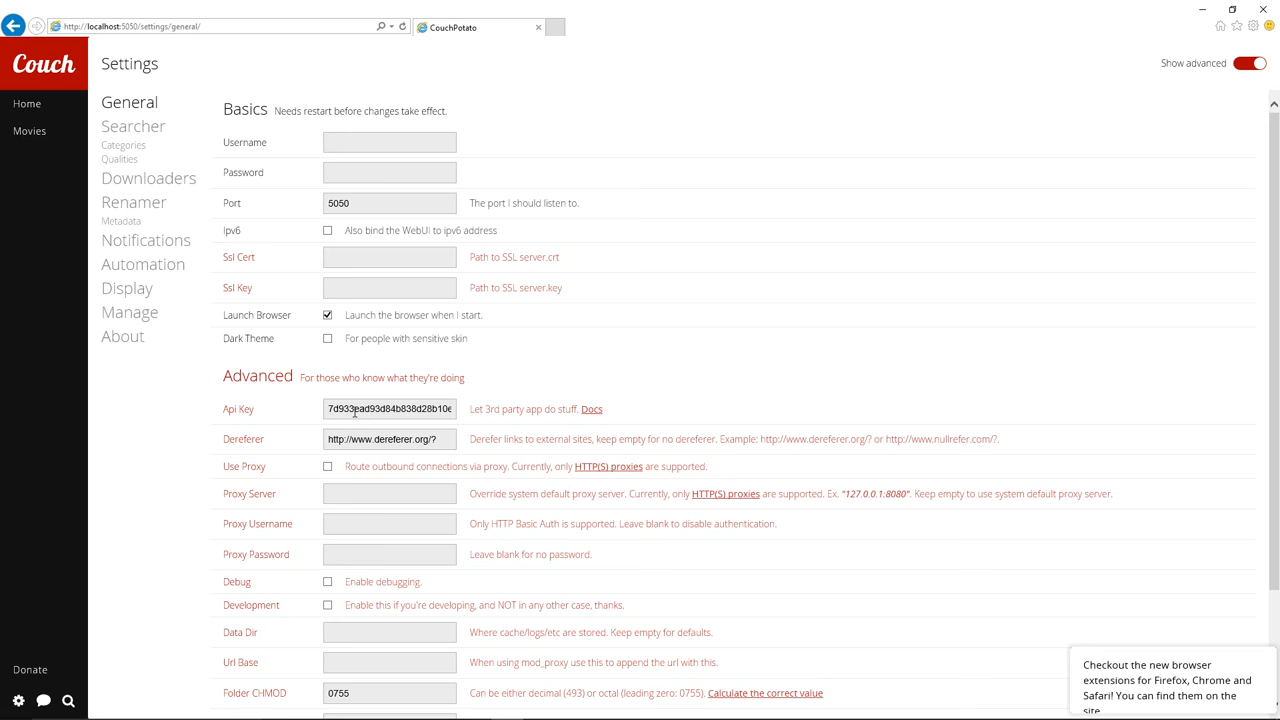 http://localhost:5050/settings/general/
CouchPotato
Couch
Settings
Show advanced
Home
Movies
General
Searcher
Categories
Qualities
Downloaders
Renamer
Metadata
Notifications
Automation
Display
Manage
About
Basics Needs restart before changes take effect.
Username
Password
Port 5050 The port I should listen to.
Ipv6 Also bind the WebUI to ipv6 address
Ssl Cert Path to SSL server.crt
Ssl Key Path to SSL server.key
Launch Browser Launch the browser when I start.
Dark Theme For people with sensitive skin
Advanced For those who know what they're doing
Api Key 7d933ead93d84b838d28b10e Let 3rd party app do stuff. Docs
Dereferer http://www.dereferer.org/? Derefer links to external sites, keep empty for no dereferer. Example: http://www.dereferer.org/? or http://www.nullrefer.com/?.
Use Proxy Route outbound connections via proxy. Currently, only HTTP(S) proxies are supported.
Proxy Server Override system default proxy server. Currently, only HTTP(S) proxies are supported. Ex. "127.0.0.1:8080". Keep empty to use system default proxy server.
Proxy Username Only HTTP Basic Auth is supported. Leave blank to disable authentication.
Proxy Password Leave blank for no password.
Debug Enable debugging.
Development Enable this if you're developing, and NOT in any other case, thanks.
Data Dir Where cache/logs/etc are stored. Keep empty for defaults.
Url Base When using mod_proxy use this to append the url with this.
Folder CHMOD 0755 Can be either decimal (493) or octal (leading zero: 0755). Calculate the correct value
Donate
Checkout the new browser
extensions for Firefox, Chrome and
Safari! You can find them on the
site.